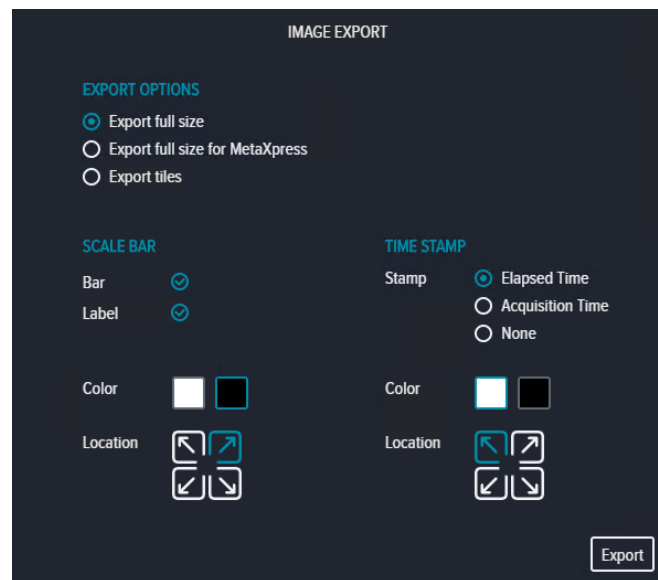 IMAGE EXPORT
EXPORT OPTIONS
Export full size
Export full size for MetaXpress
Export tiles
SCALE BAR
Bar
Label
Color
Location
TIME STAMP
Stamp
Elapsed Time
Acquisition Time
None
Color
Location
Export